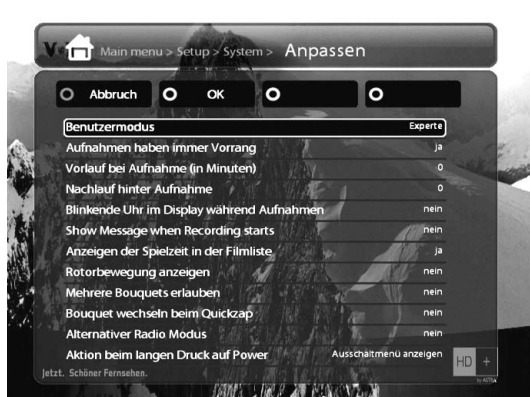 Main menu > Setup > System > Anpassen
Abbruch
OK
Benutzermodus Experte
Aufnahmen haben immer Vorrang ja
Vorlauf bei Aufnahme (in Minuten) 0
Nachlauf hinter Aufnahme 0
Blinkende Uhr im Display während Aufnahmen nein
Show Message when Recording starts nein
Anzeigen der Spielzeit in der Filmliste ja
Rotorbewegung anzeigen nein
Mehrere Bouquets erlauben nein
Bouquet wechseln beim Quickzap nein
Alternativer Radio Modus nein
Aktion beim langen Druck auf Power Ausschaltmenü anzeigen
Jetzt. Schöner Fernsehen.
HD +
by ASTRA